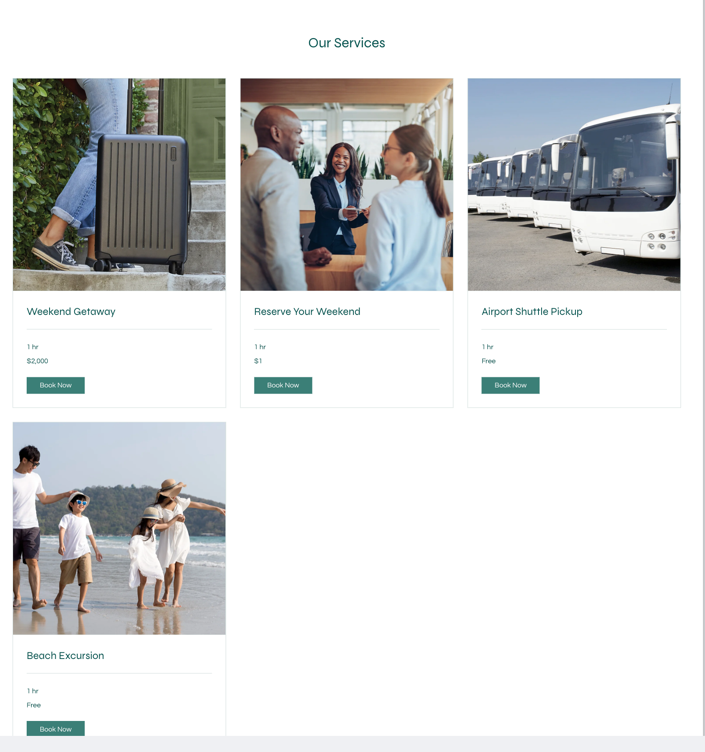 Our Services
Weekend Getaway
1 hr
$2,000
Book Now
Reserve Your Weekend
1 hr
$1
Book Now
Airport Shuttle Pickup
1 hr
Free
Book Now
Beach Excursion
1 hr
Free
Book Now